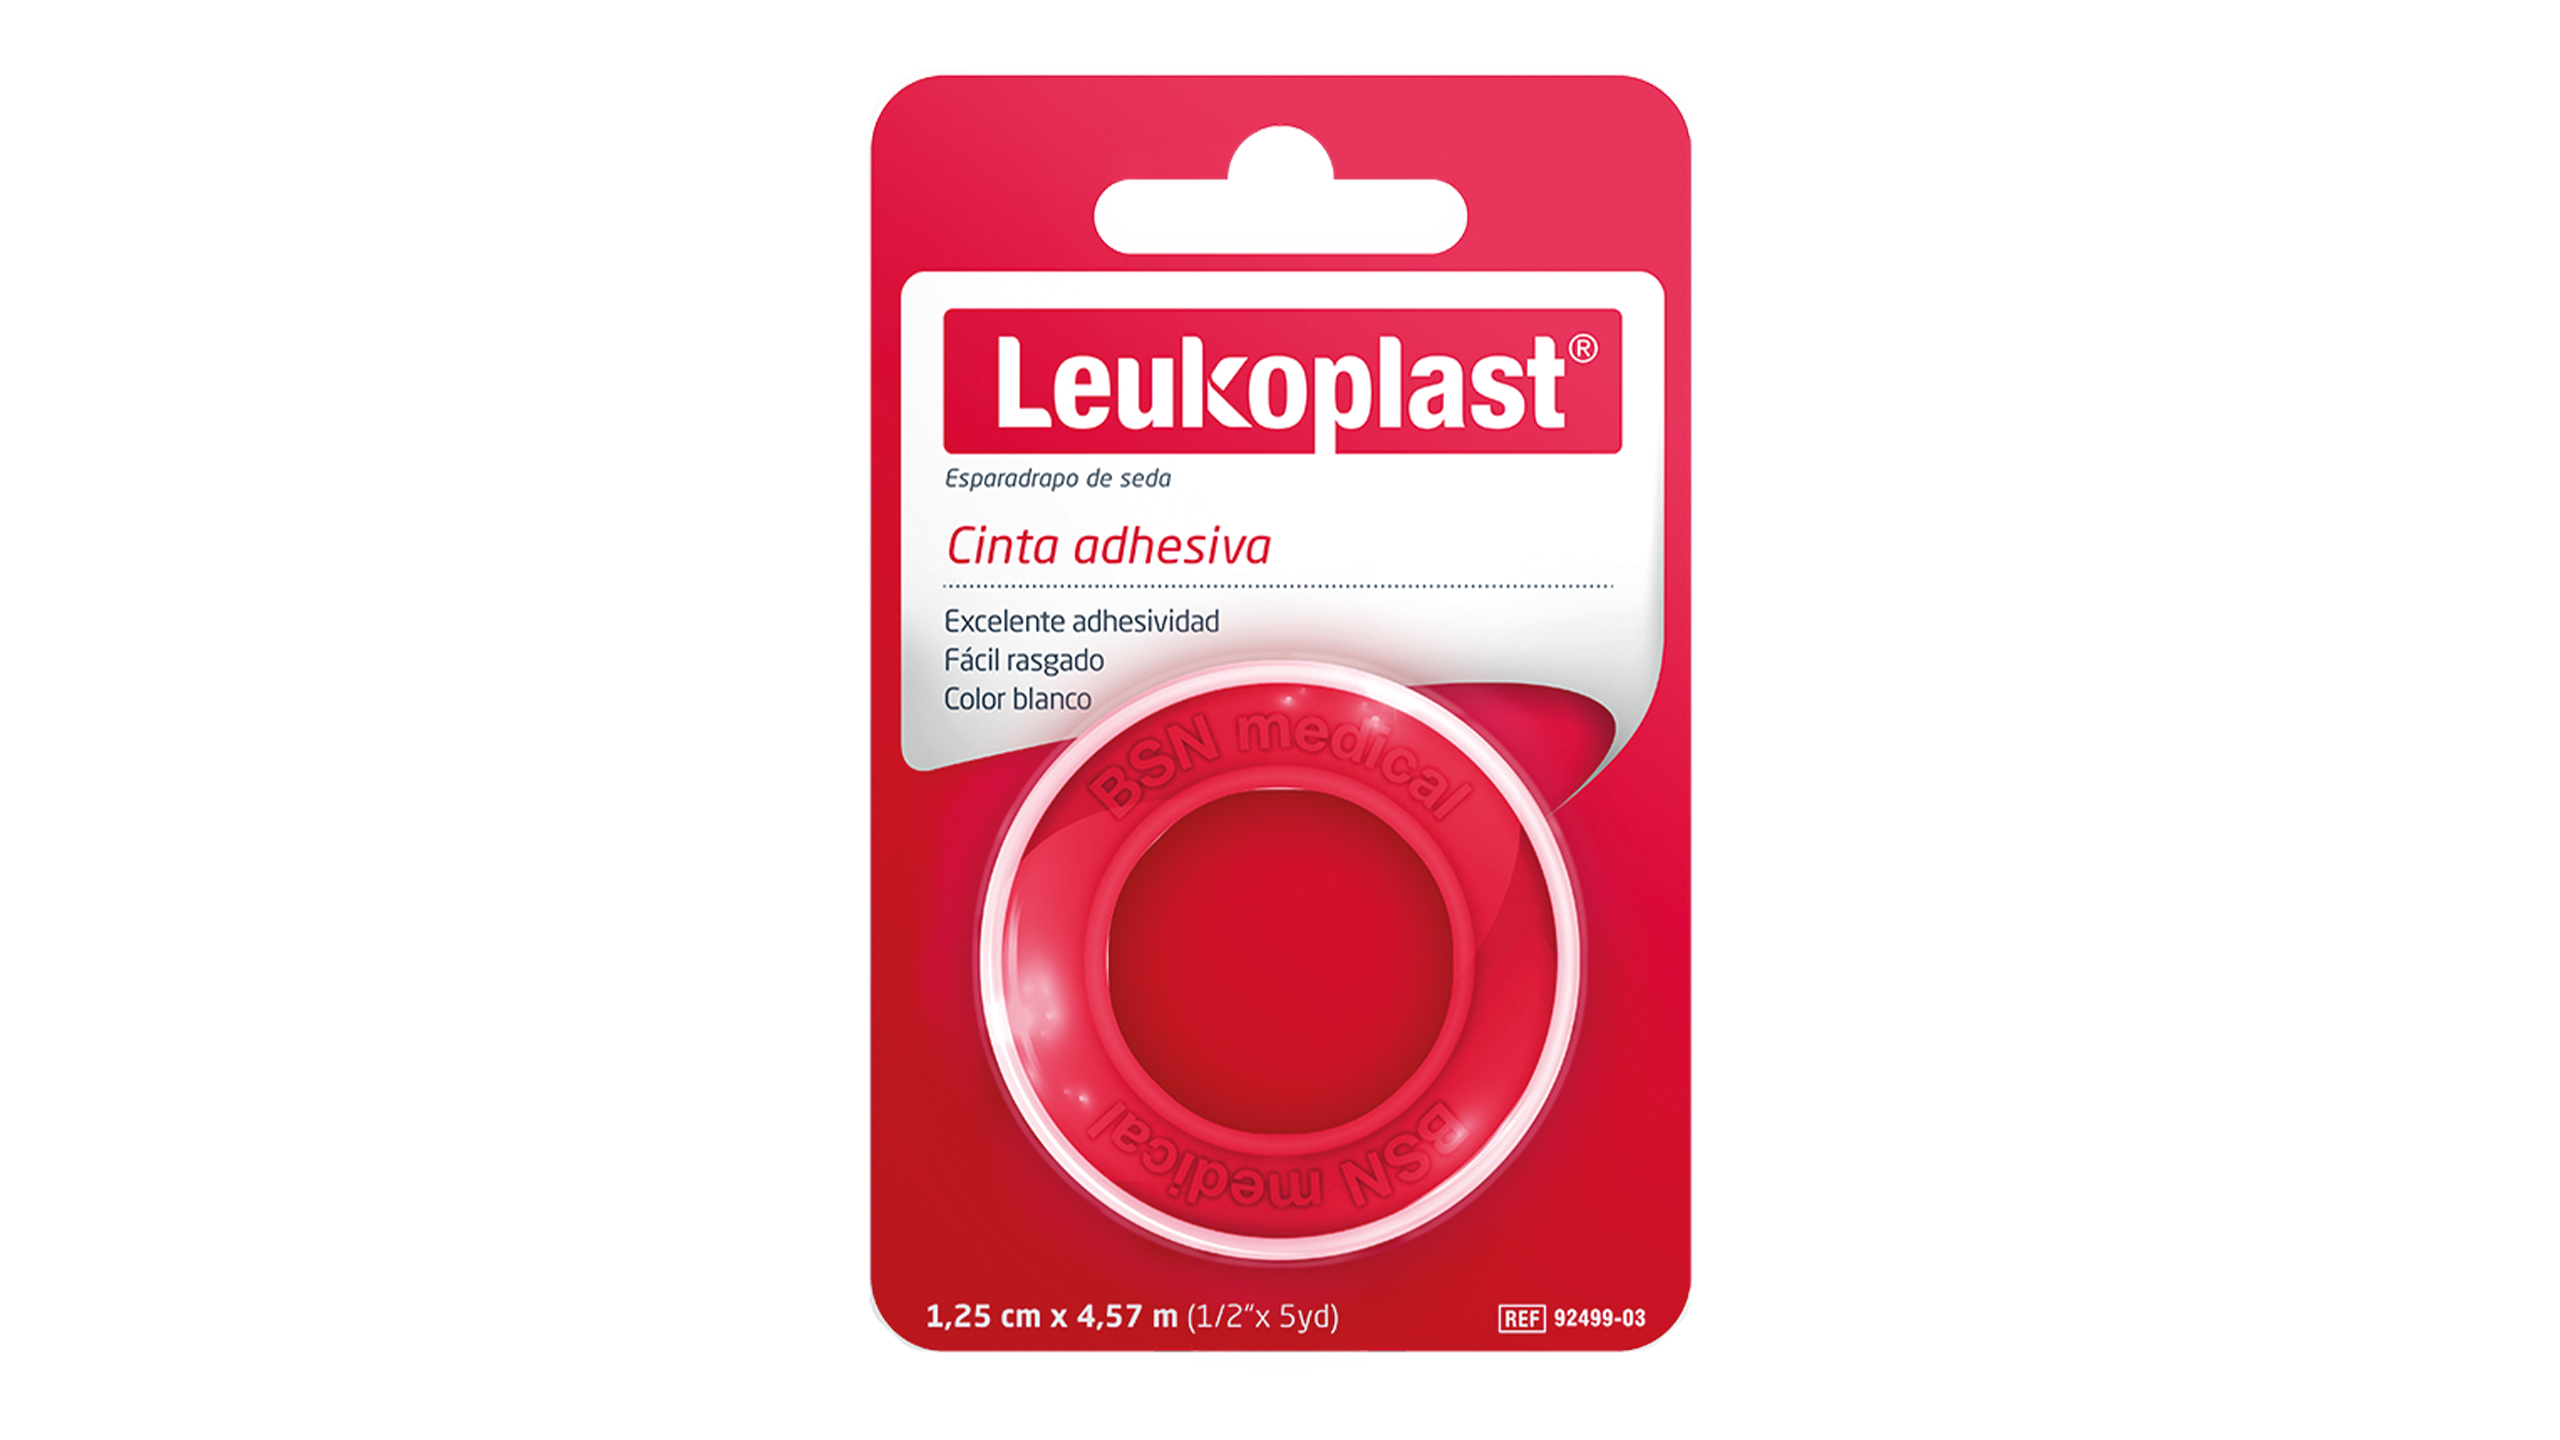 Leukoplast®
Esparadrapo de seda
Cinta adhesiva
Excelente adhesividad
Fácil rasgado
Color blanco
BSN medical
BSN medical
1,25 cm x 4,57 m (1/2"x 5yd)
REF 92499-03